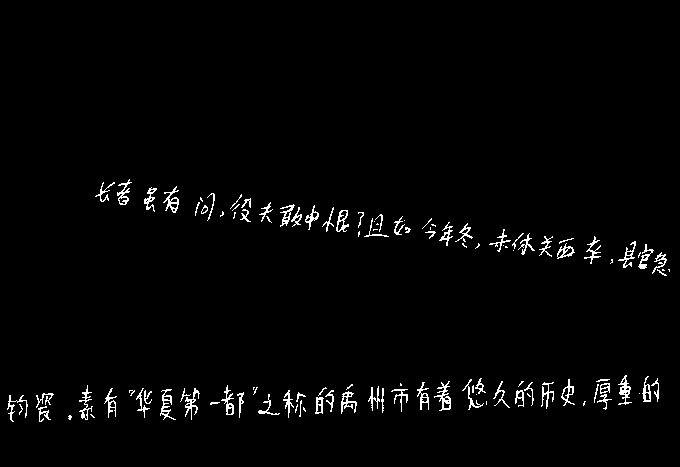 长者虽有问,役夫敢申恨?且如今年冬,未休关西卒,县官急
钧瓷.素有"华夏第一都"之称的禹州市有着悠久的历史,厚重的